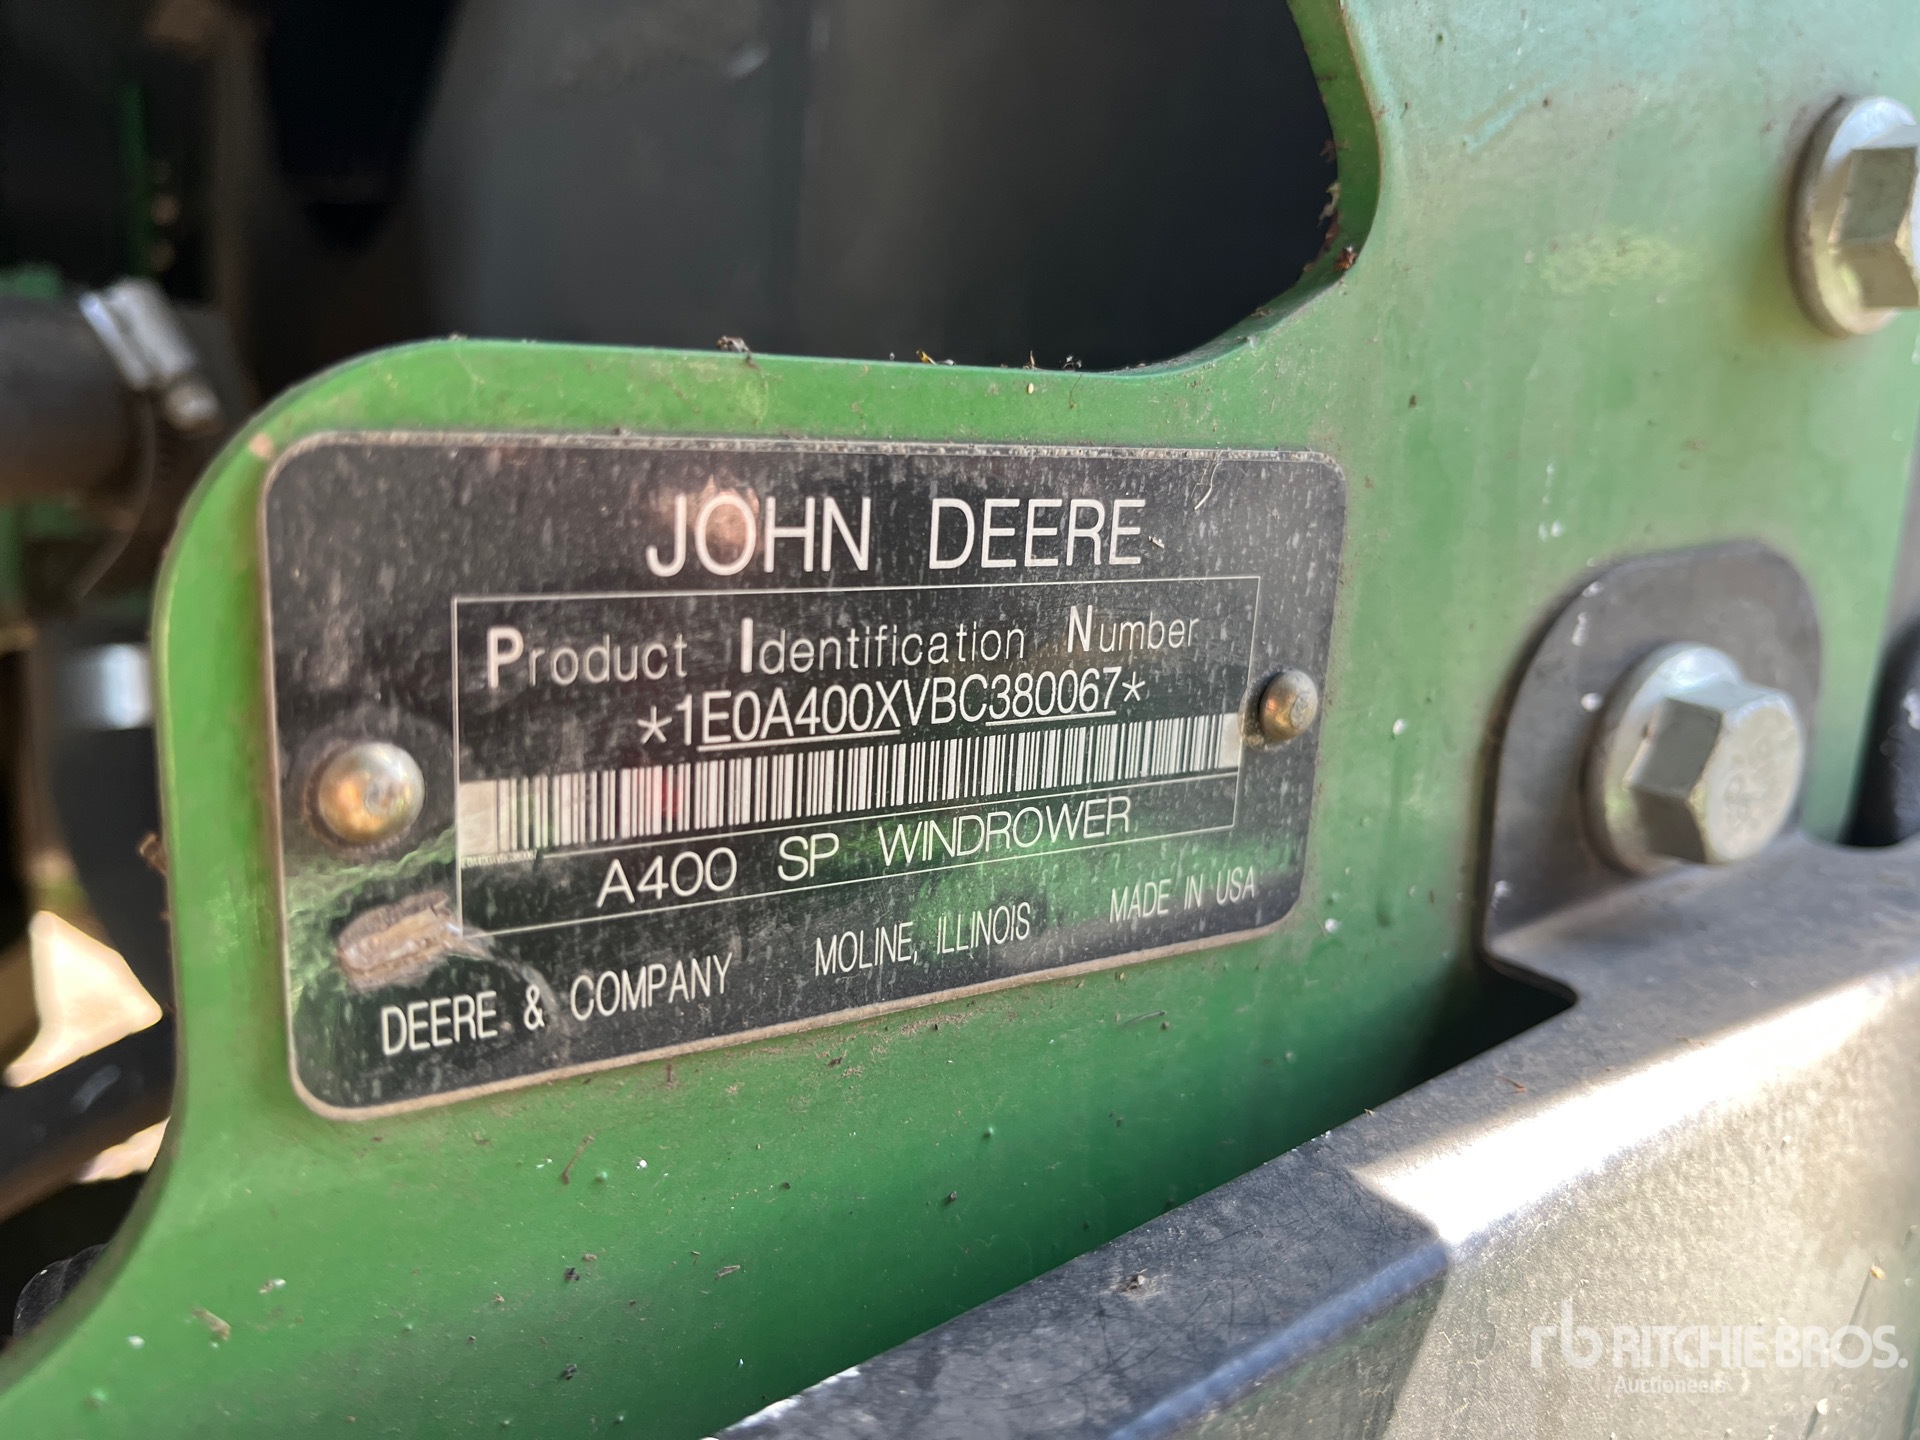 JOHN DEERE
Product Identification Number
*1E0A400XVBC380067*
A400 SP WINDROWER
DEERE & COMPANY MOLINE, ILLINOIS MADE IN USA
rb RITCHIE BROS.
Auctioneers